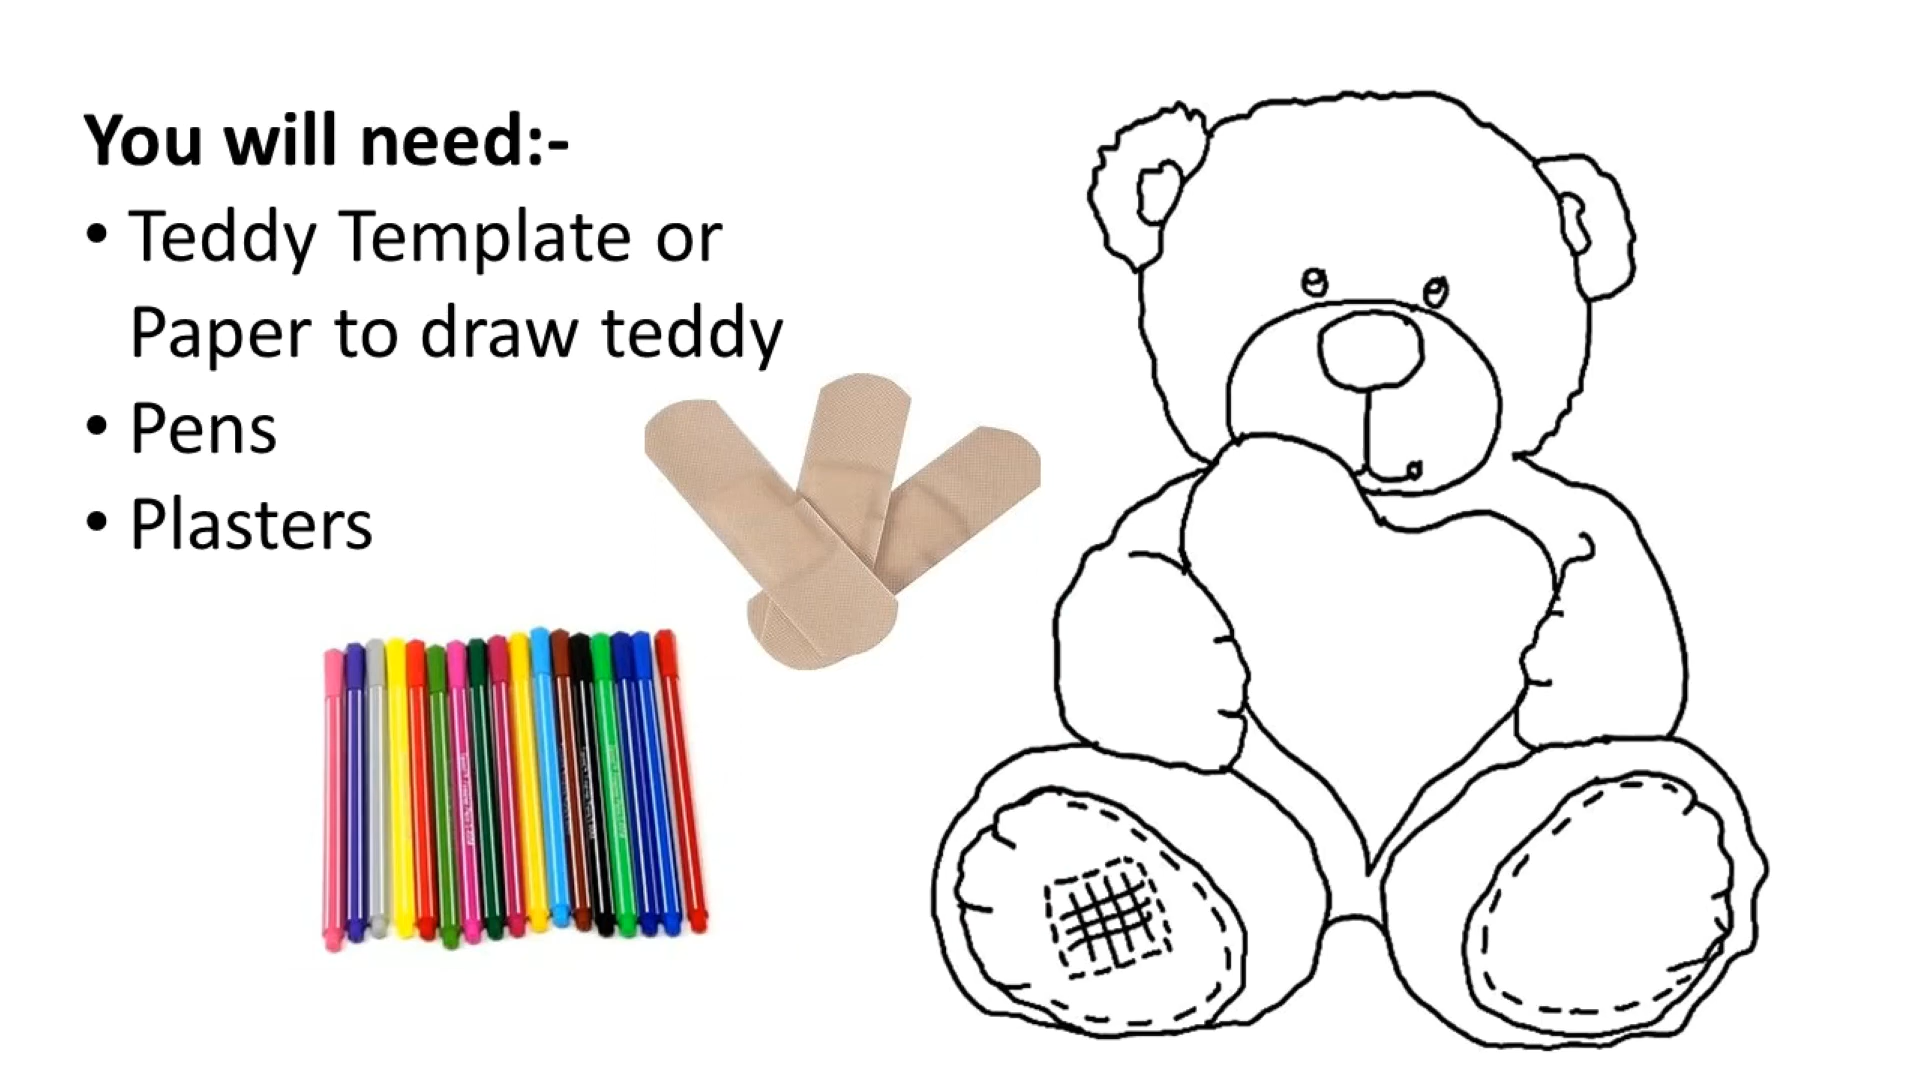 You will need:-
• Teddy Template or
Paper to draw teddy
• Pens
• Plasters